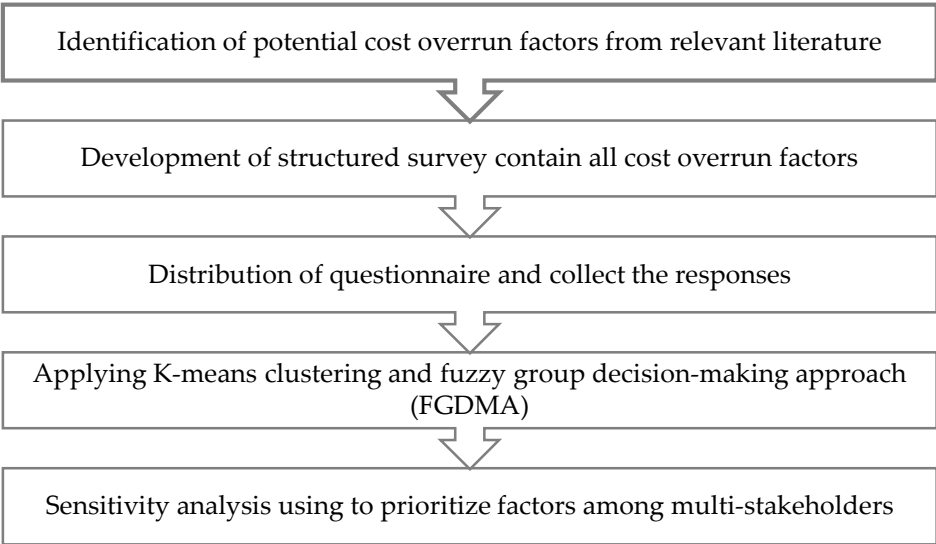 Identification of potential cost overrun factors from relevant literature
Development of structured survey contain all cost overrun factors
Distribution of questionnaire and collect the responses
Applying K-means clustering and fuzzy group decision-making approach
(FGDMA)
Sensitivity analysis using to prioritize factors among multi-stakeholders